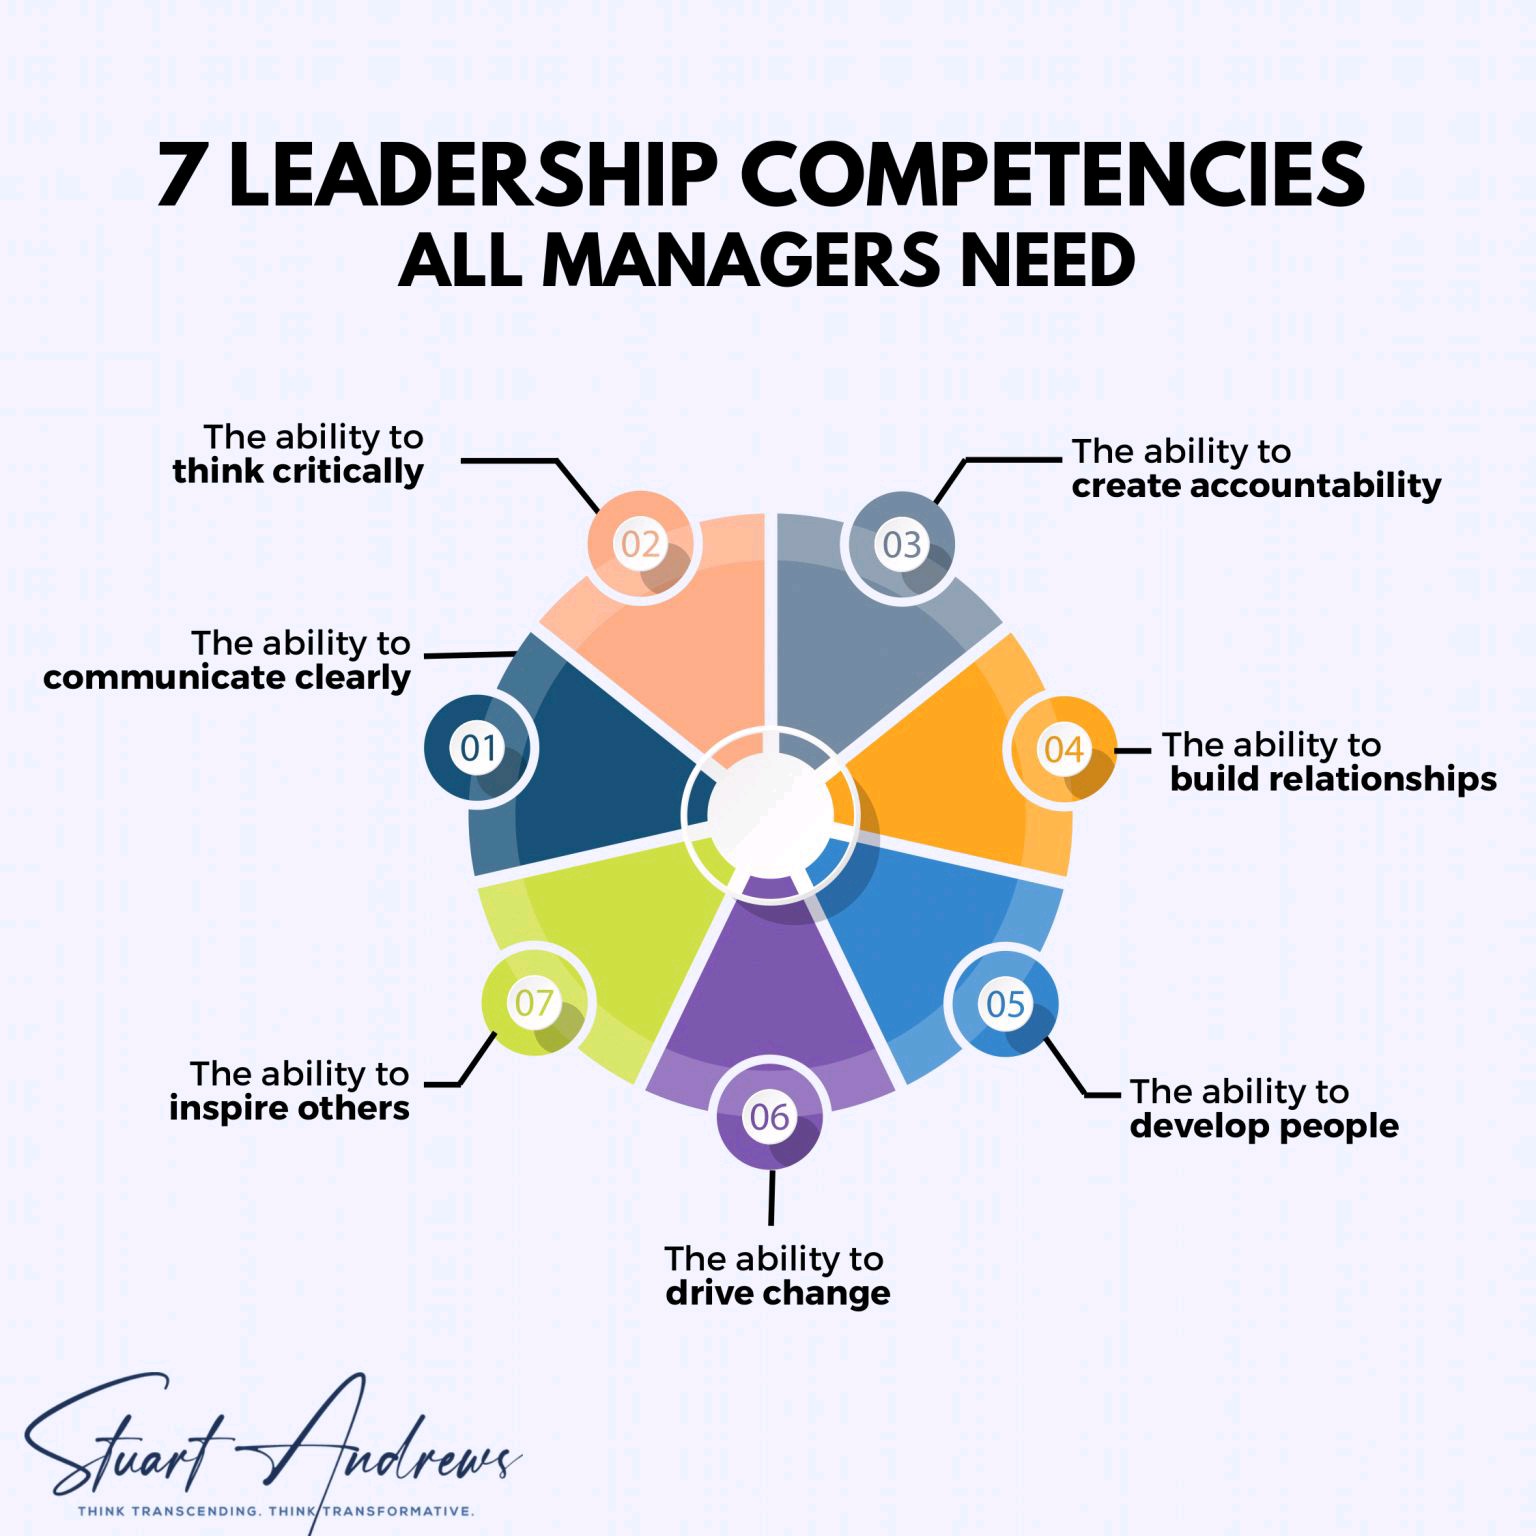 7 LEADERSHIP COMPETENCIES
ALL MANAGERS NEED
The ability to
think critically
The ability to
create accountability
02
03
The ability to
communicate clearly
01
04
The ability to
build relationships
07
05
The ability to
inspire others
06
The ability to
develop people
The ability to
drive change
Stuart Andrews
THINK TRANSCENDING. THINK TRANSFORMATIVE.